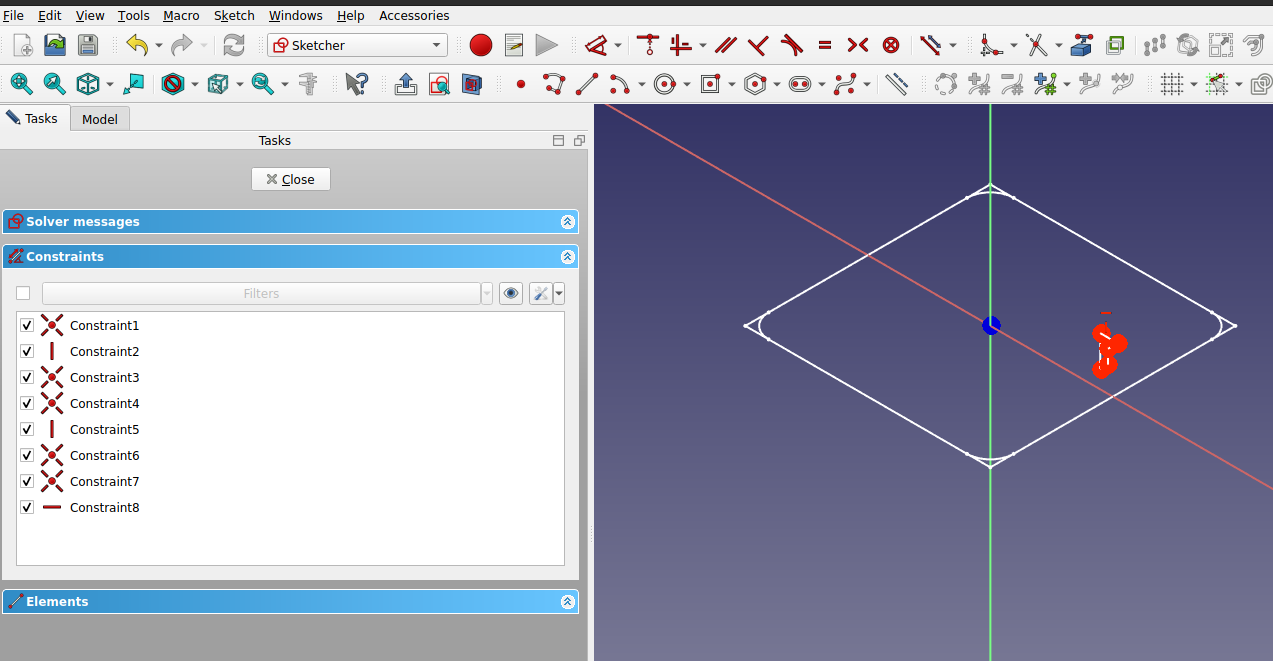 File Edit View Tools Macro Sketch Windows Help Accessories
Sketcher
Tasks Model
Tasks
Close
Solver messages
Constraints
Filters
Constraint1
Constraint2
Constraint3
Constraint4
Constraint5
Constraint6
Constraint7
Constraint8
Elements